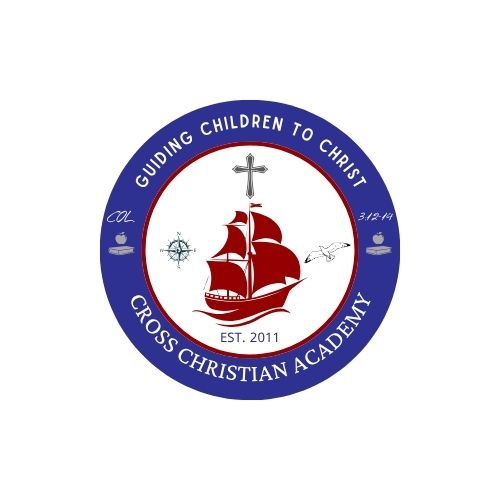 GUIDING CHILDREN TO CHRIST
COL 3:12-14
EST. 2011
CROSS CHRISTIAN ACADEMY